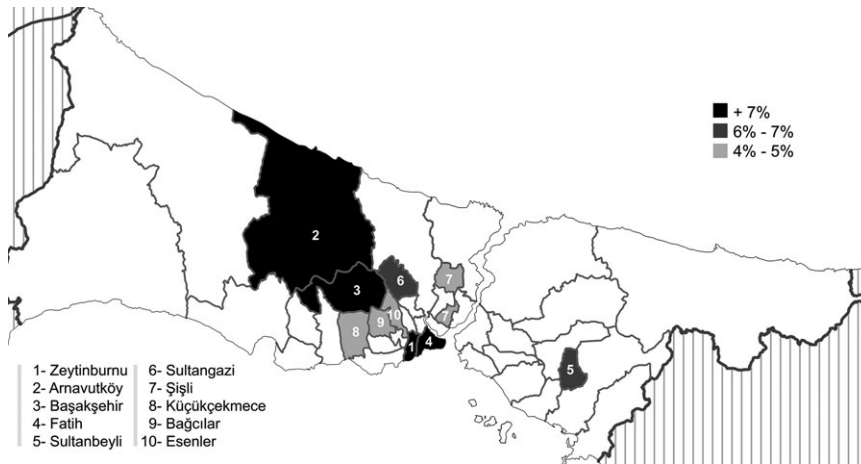 + 7%
6% - 7%
4% - 5%
2
3
6
7
7
10
9
8
1
4
5
1- Zeytinburnu
2- Arnavutköy
3- Başakşehir
4- Fatih
5- Sultanbeyli
6- Sultangazi
7- Şişli
8- Küçükçekmece
9- Bağcılar
10- Esenler